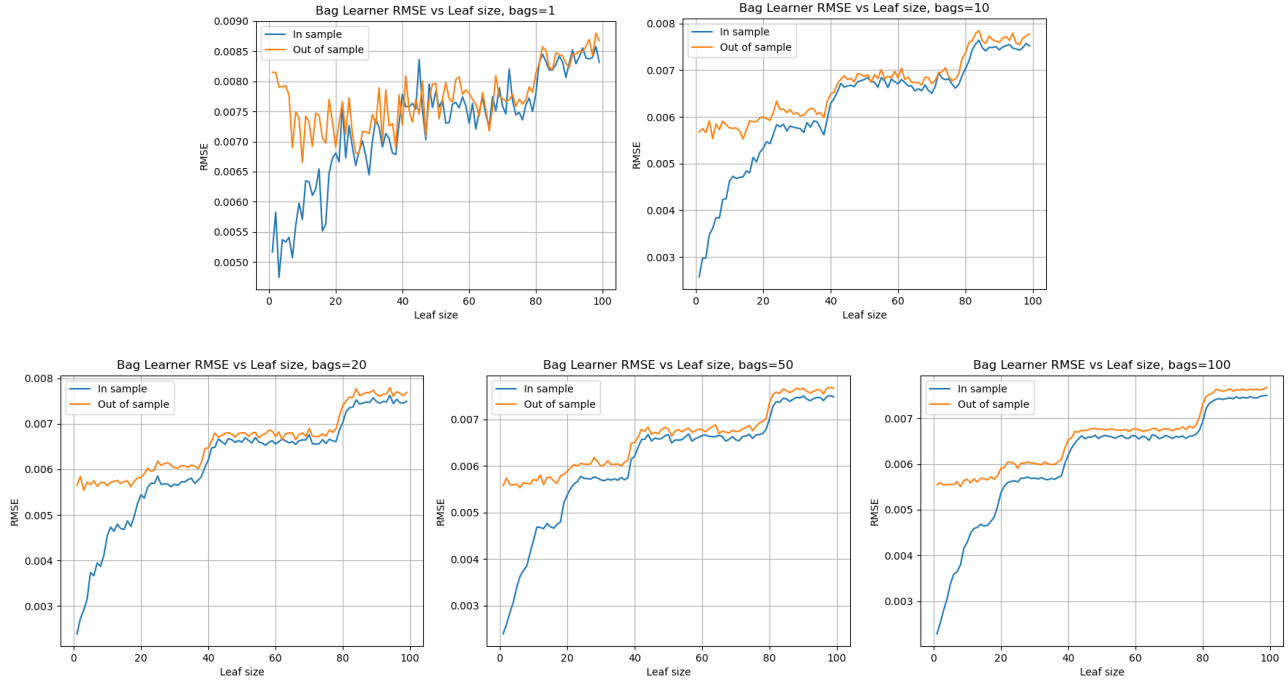 Bag Learner RMSE vs Leaf size, bags=1
0.0090
0.0085
0.0080
0.0075
0.0070
0.0065
0.0060
0.0055
0.0050
RMSE
In sample
Out of sample
0 20 40 60 80 100
Leaf size
Bag Learner RMSE vs Leaf size, bags=10
0.008
0.007
0.006
0.005
0.004
0.003
RMSE
In sample
Out of sample
0 20 40 60 80 100
Leaf size
Bag Learner RMSE vs Leaf size, bags=20
0.008
0.007
0.006
0.005
0.004
0.003
RMSE
In sample
Out of sample
0 20 40 60 80 100
Leaf size
Bag Learner RMSE vs Leaf size, bags=50
0.007
0.006
0.005
0.004
0.003
RMSE
In sample
Out of sample
0 20 40 60 80 100
Leaf size
Bag Learner RMSE vs Leaf size, bags=100
0.007
0.006
0.005
0.004
0.003
RMSE
In sample
Out of sample
0 20 40 60 80 100
Leaf size